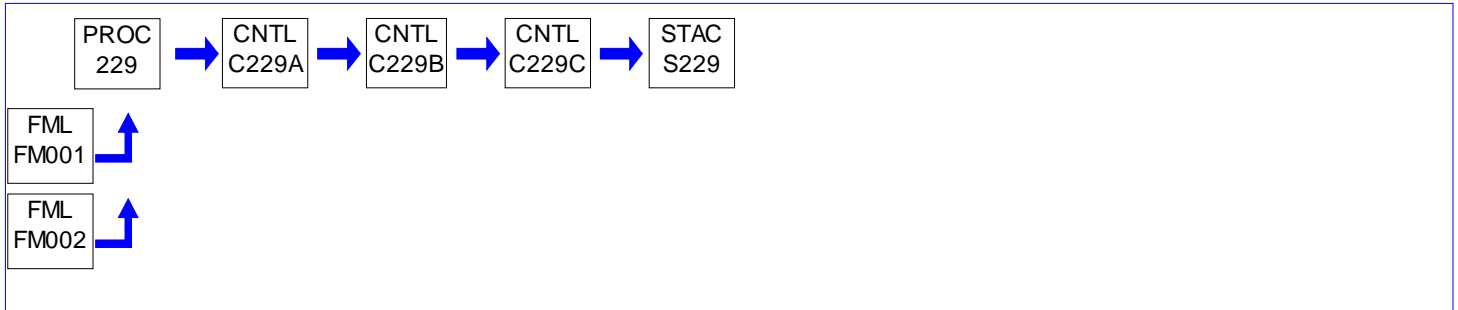 PROC
229
CNTL
C229A
CNTL
C229B
CNTL
C229C
STAC
S229
FML
FM001
FML
FM002